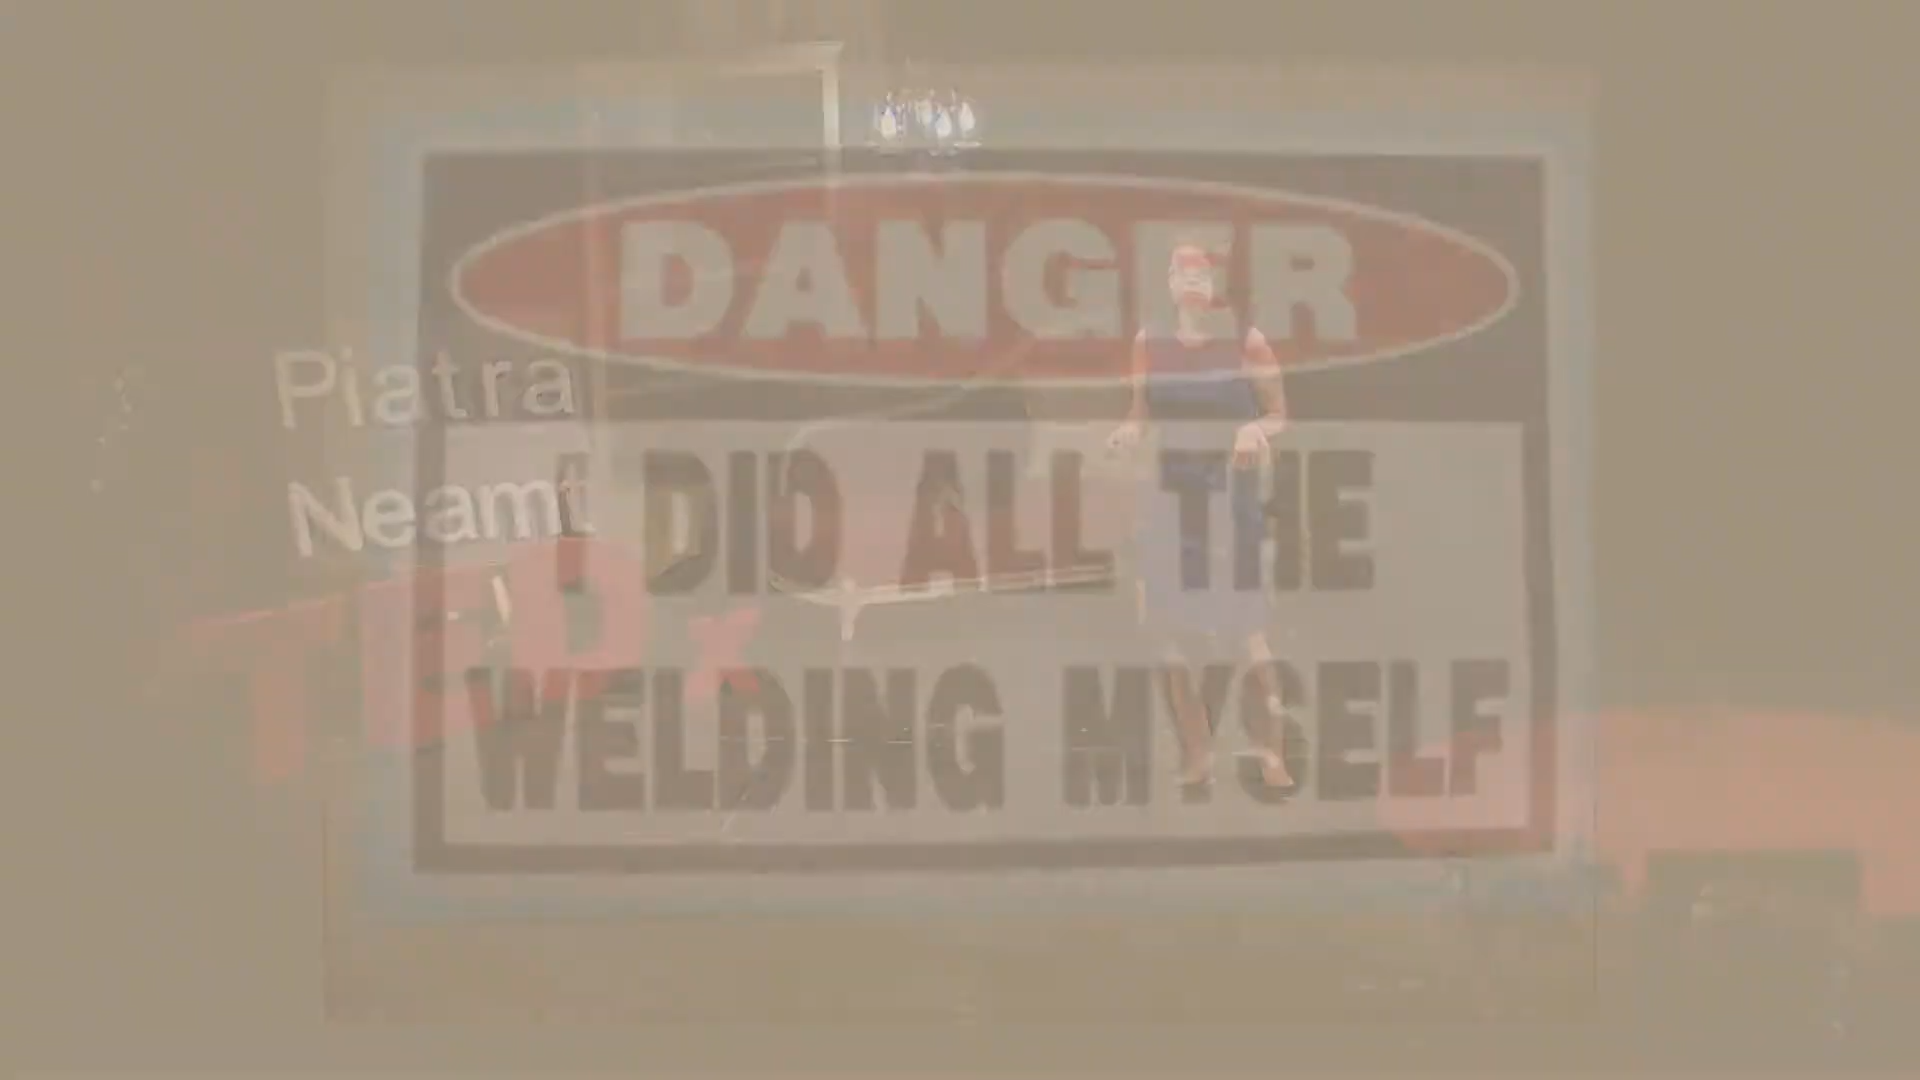 DANGER
Piatra
Neamt
I DID ALL THE
TEDx
WELDING MYSELF